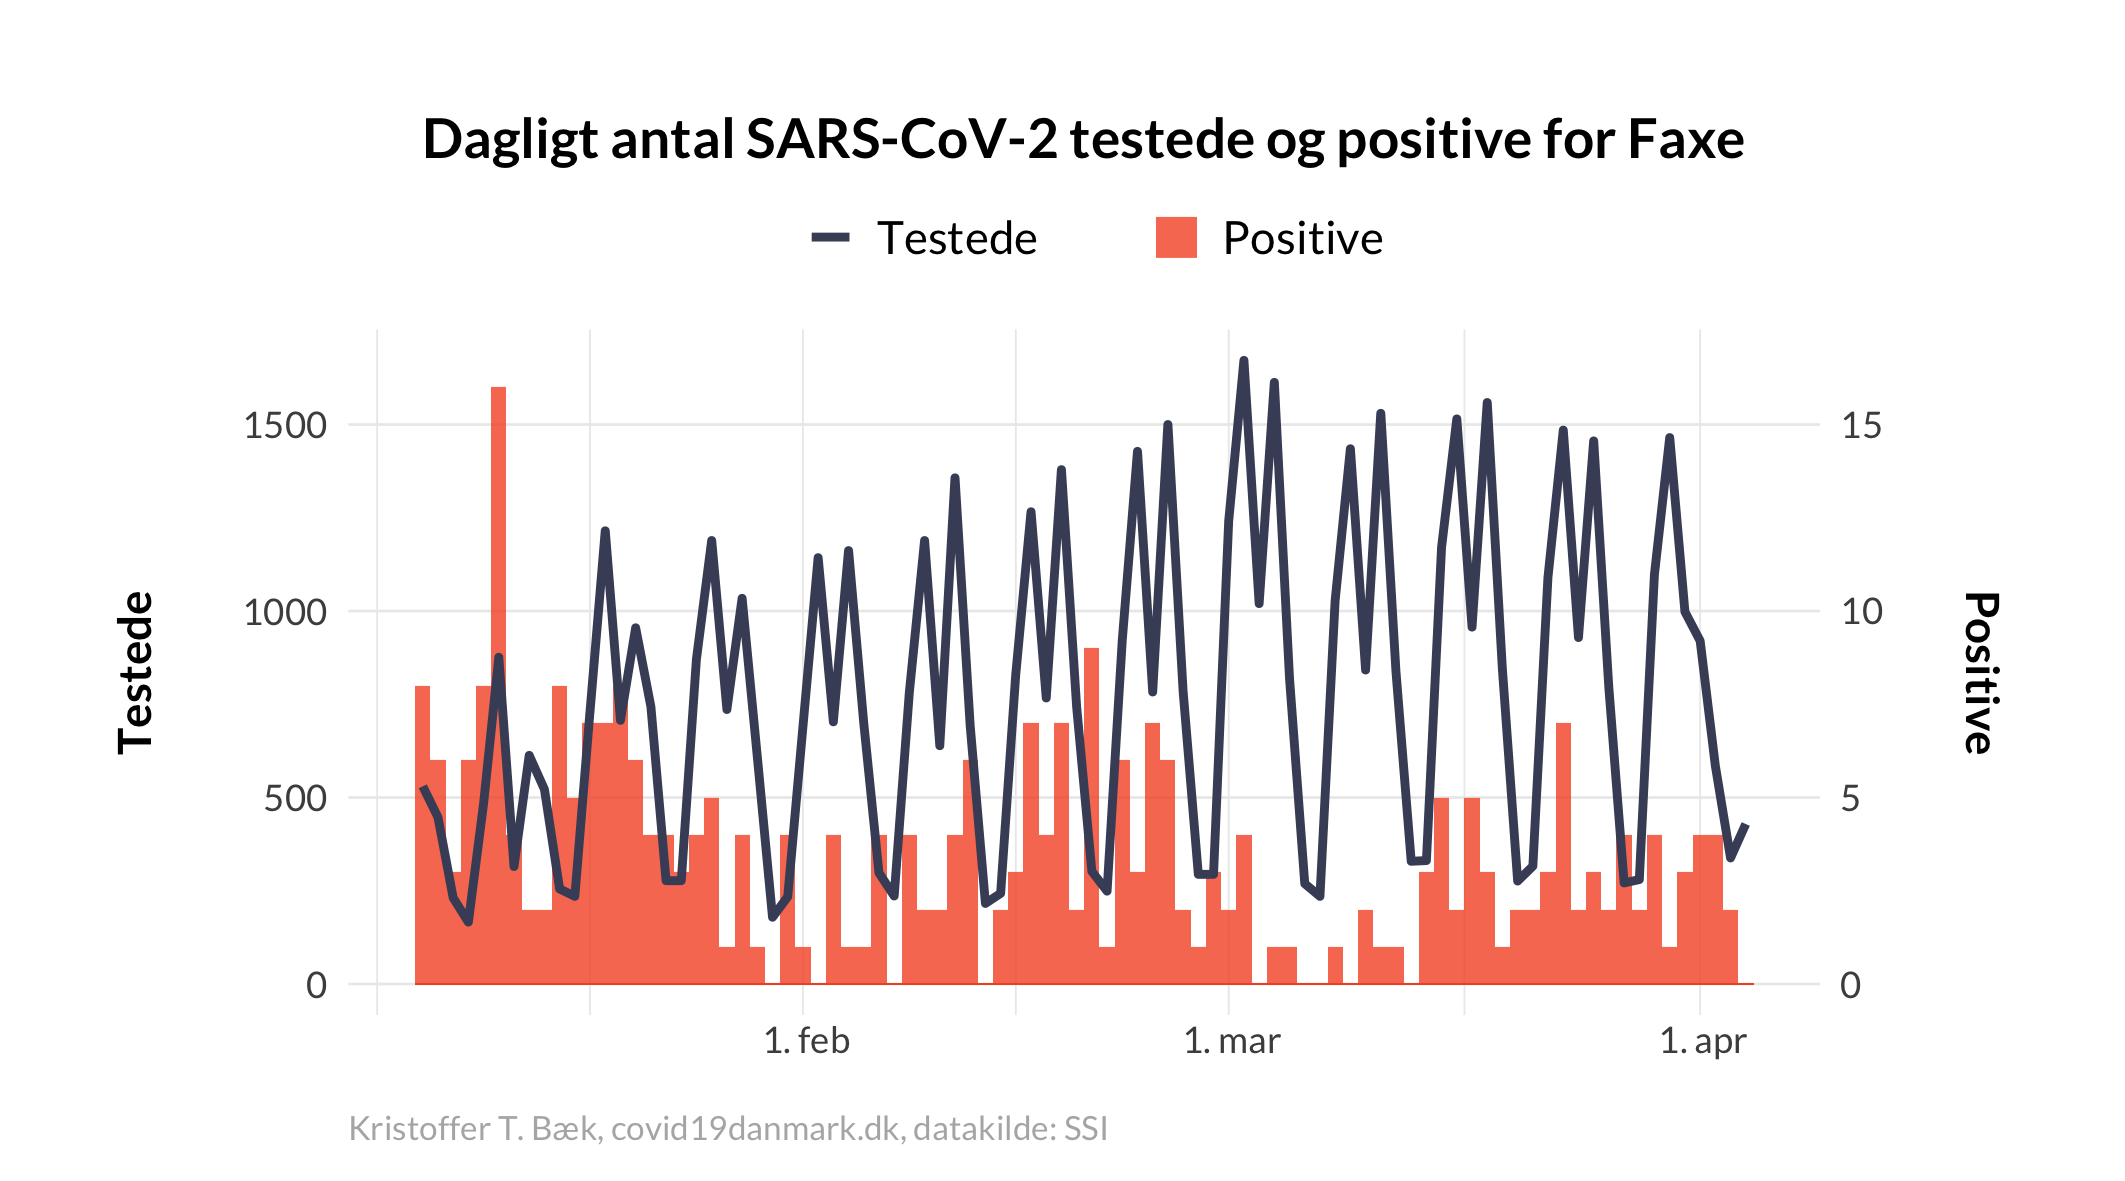 Dagligt antal SARS-CoV-2 testede og positive for Faxe
Testede Positive
1500
1000
500
0
Testede
15
10
5
0
Positive
1. feb 1. mar 1. apr
Kristoffer T. Bæk, covid19danmark.dk, datakilde: SSI